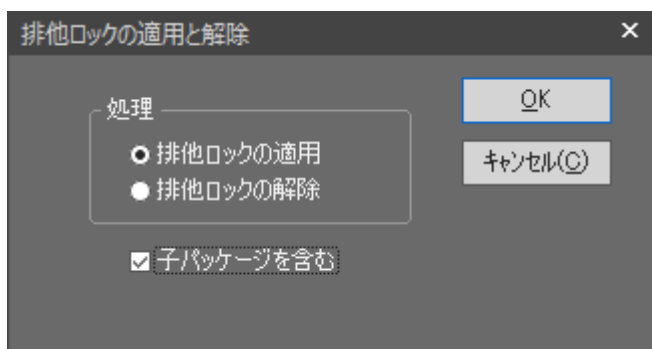 排他ロックの適用と解除
処理
排他ロックの適用
排他ロックの解除
子パッケージを含む
OK
キャンセル(C)